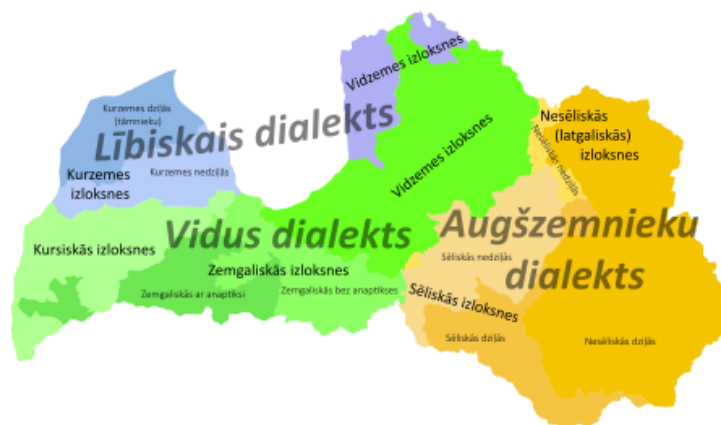 Vidzemes izloksnes
Kurzemes dziļās
(tāmnieku)
Lībiskais dialekts
Kurzemes
izloksnes
Kurzemes nedziļās
Vidzemes izloksnes
Nesēliskās
(latgaliskās)
izloksnes
Nesēliskās nedziļās
Kursiskās izloksnes
Vidus dialekts
Augšzemnieku
dialekts
Zemgaliskās izloksnes
Zemgaliskās ar anaptiksi
Zemgaliskās bez anaptikses
Sēliskās nedziļās
Sēliskās izloksnes
Sēliskās dziļās
Nesēliskās dziļās